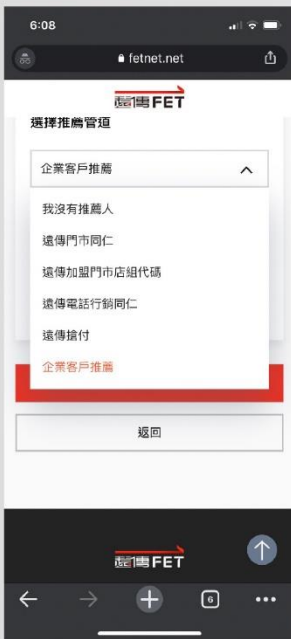 6:08
fetnet.net
遠傳FET
選擇推薦管道
企業客戶推薦
我沒有推薦人
遠傳門市同仁
遠傳加盟門市店組代碼
遠傳電話行銷同仁
遠傳搶付
企業客戶推薦
返回
遠傳FET
6